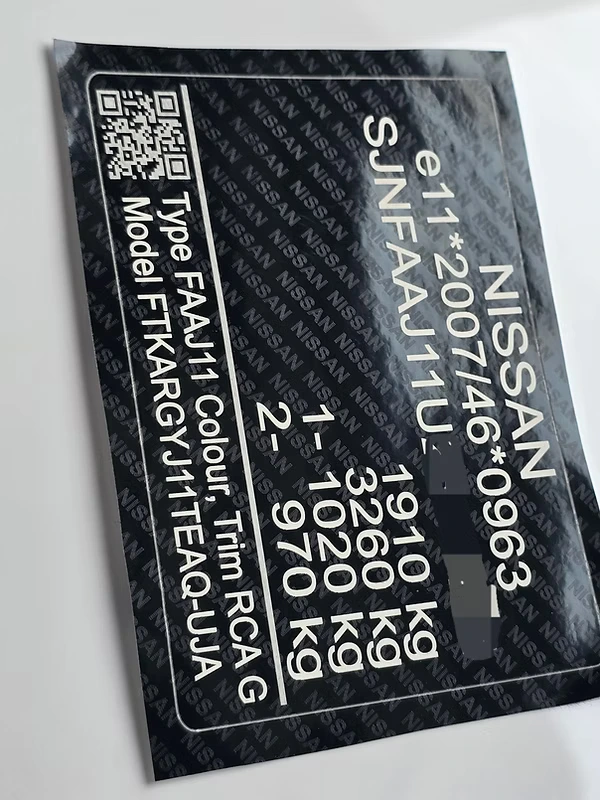 NISSAN
e11*2007/46*0963
SJNFAAJ11U
1910 kg
3260 kg
1- 1020 kg
2- 970 kg
Type FAAJ11 Colour, Trim RCA G
Model FTKARGYJ11TEAQ-UJA